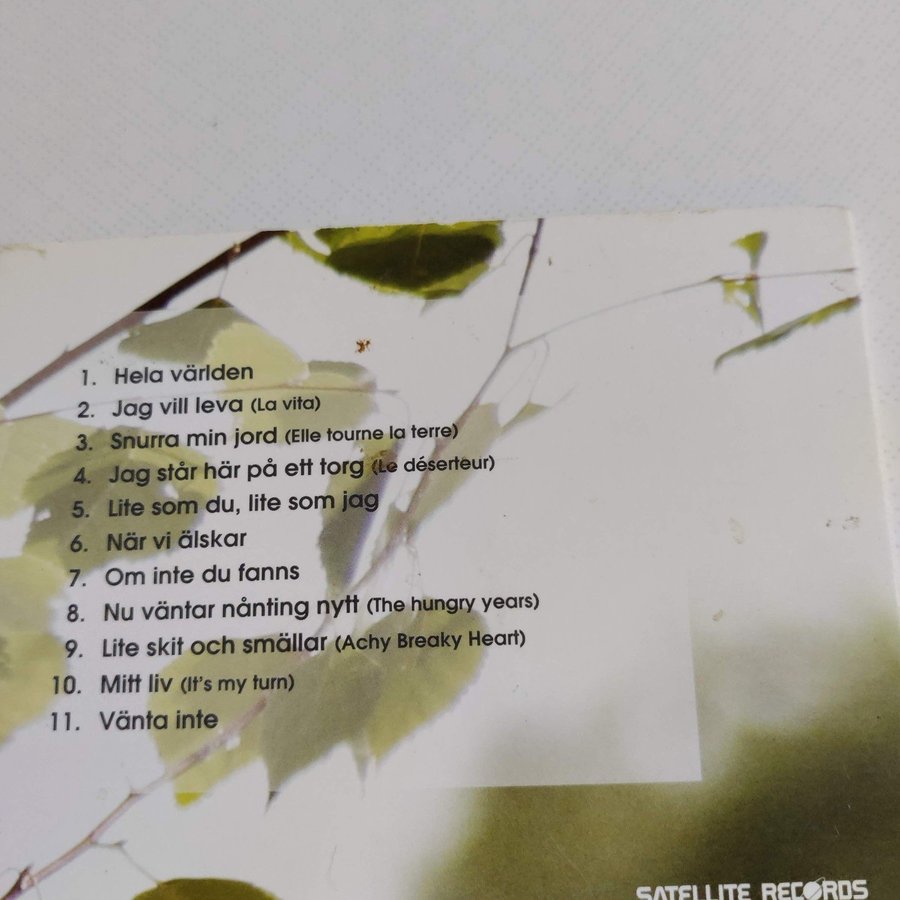 1. Hela världen
2. Jag vill leva (La vita)
3. Snurra min jord (Elle tourne la terre)
4. Jag står här på ett torg (Le déserteur)
5. Lite som du, lite som jag
6. När vi älskar
7. Om inte du fanns
8. Nu väntar nånting nytt (The hungry years)
9. Lite skit och smällar (Achy Breaky Heart)
10. Mitt liv (It's my turn)
11. Vänta inte
SATELLITE RECORDS